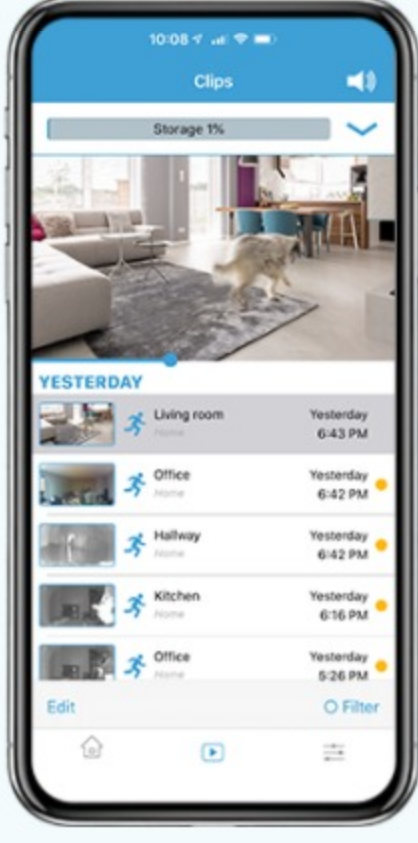 10:08
Clips
Storage 1%
YESTERDAY
Living room
Home
Yesterday
6:43 PM
Office
Home
Yesterday
6:42 PM
Hallway
Home
Yesterday
6:42 PM
Kitchen
Home
Yesterday
6:16 PM
Office
Home
Yesterday
5:26 PM
Edit
Filter